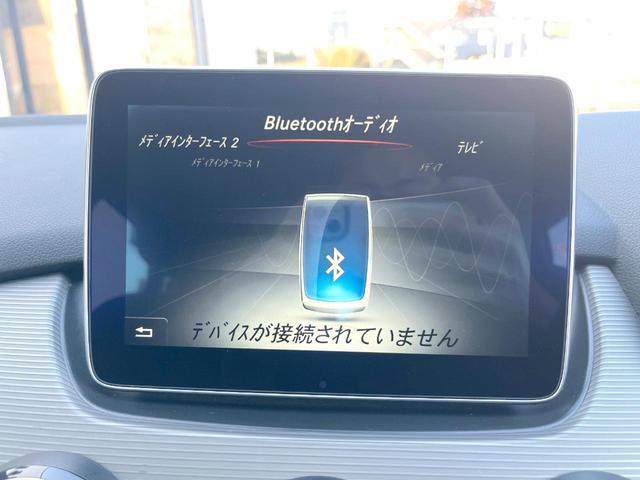 Bluetoothｵｰﾃﾞｨｵ
ﾒﾃﾞｨｱｲﾝﾀｰﾌｪｰｽ 2
ﾃﾚﾋﾞ
ﾒﾃﾞｨｱｲﾝﾀｰﾌｪｰｽ 1
ﾒﾃﾞｨｱ
ﾃﾞﾊﾞｲｽが接続されていません